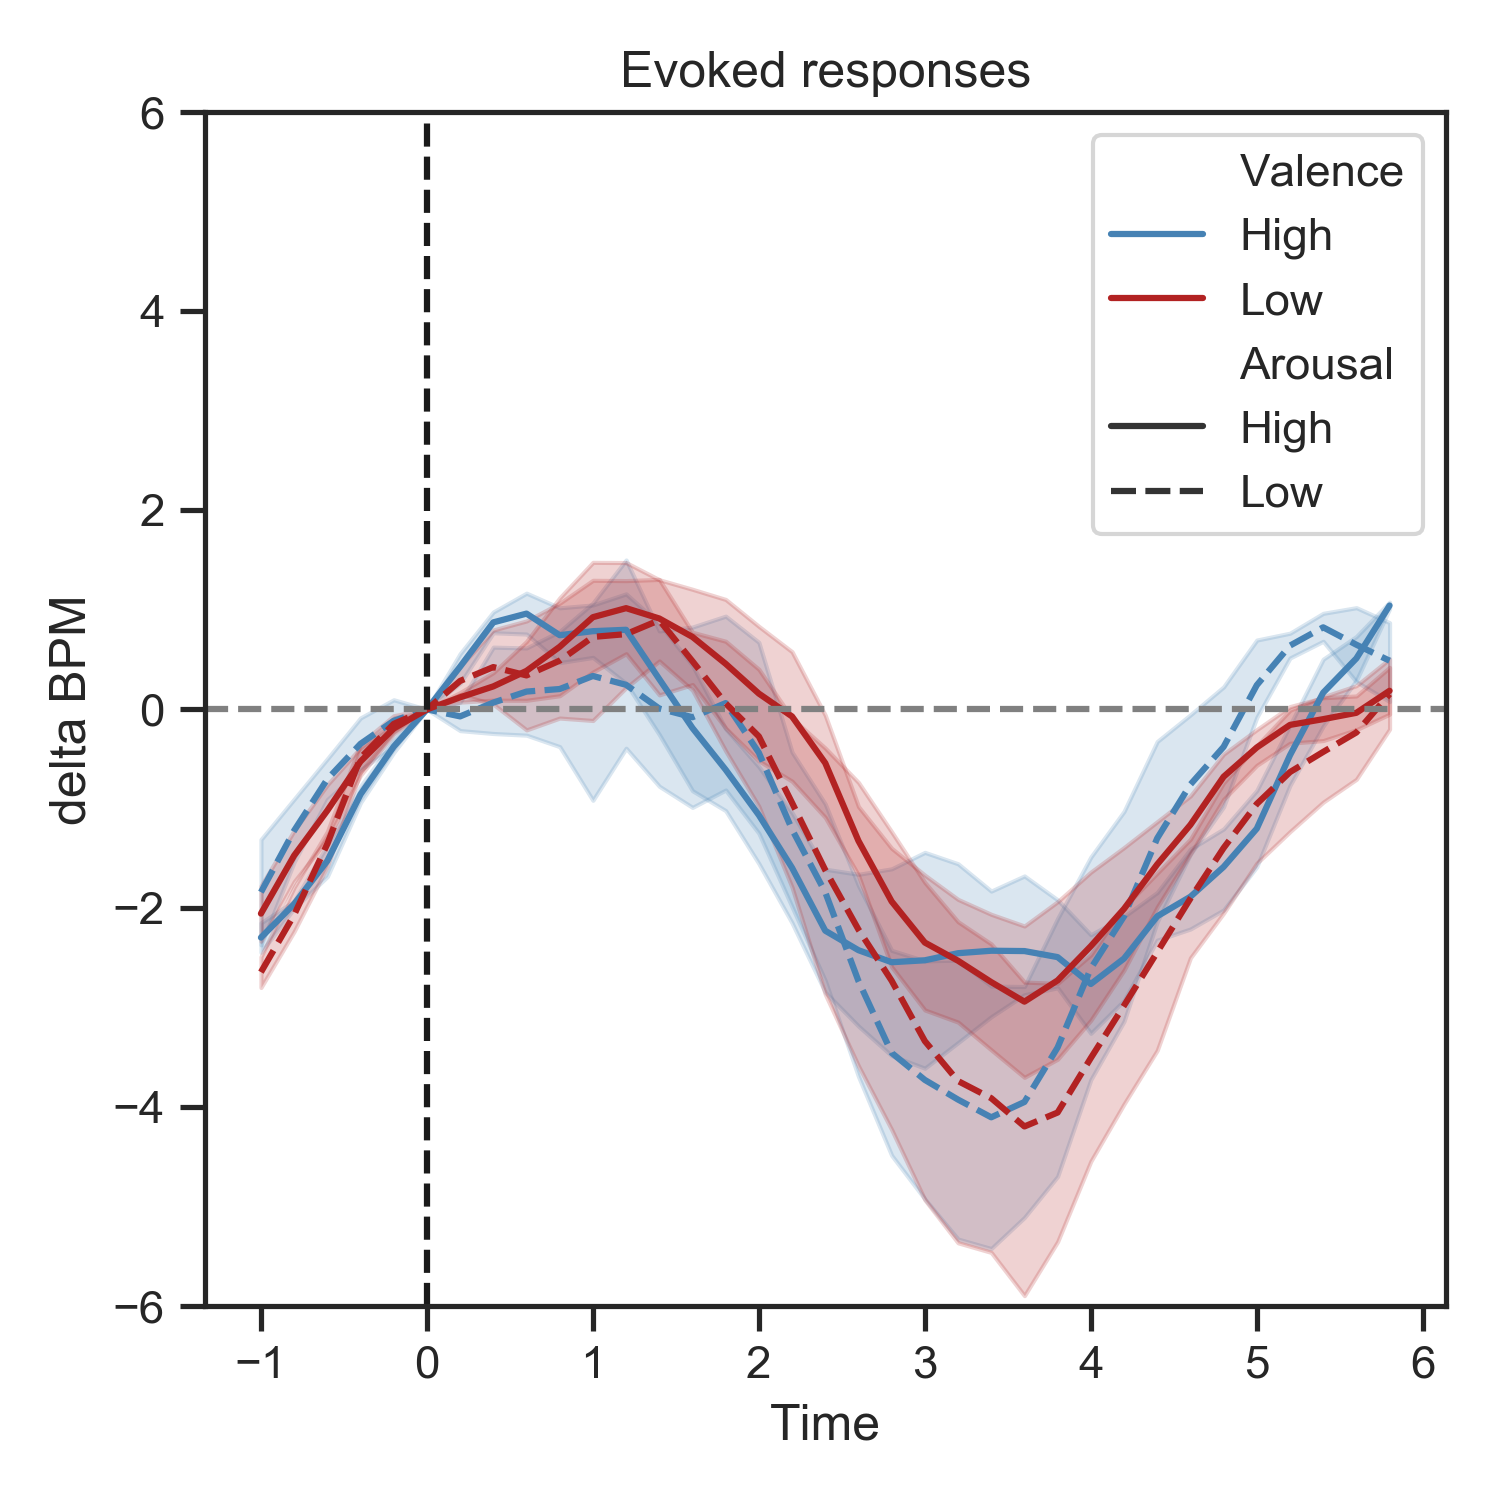 Evoked responses
6
4
2
0
−2
−4
−6
delta BPM
Valence
High
Low
Arousal
High
Low
−1 0 1 2 3 4 5 6
Time